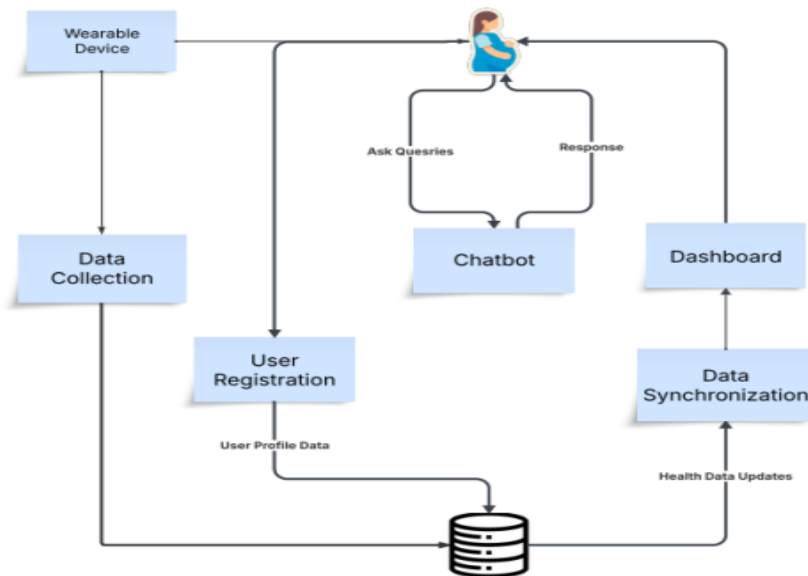 Wearable
Device
Ask Quesries
Response
Data
Collection
Chatbot
Dashboard
User
Registration
Data
Synchronization
User Profile Data
Health Data Updates